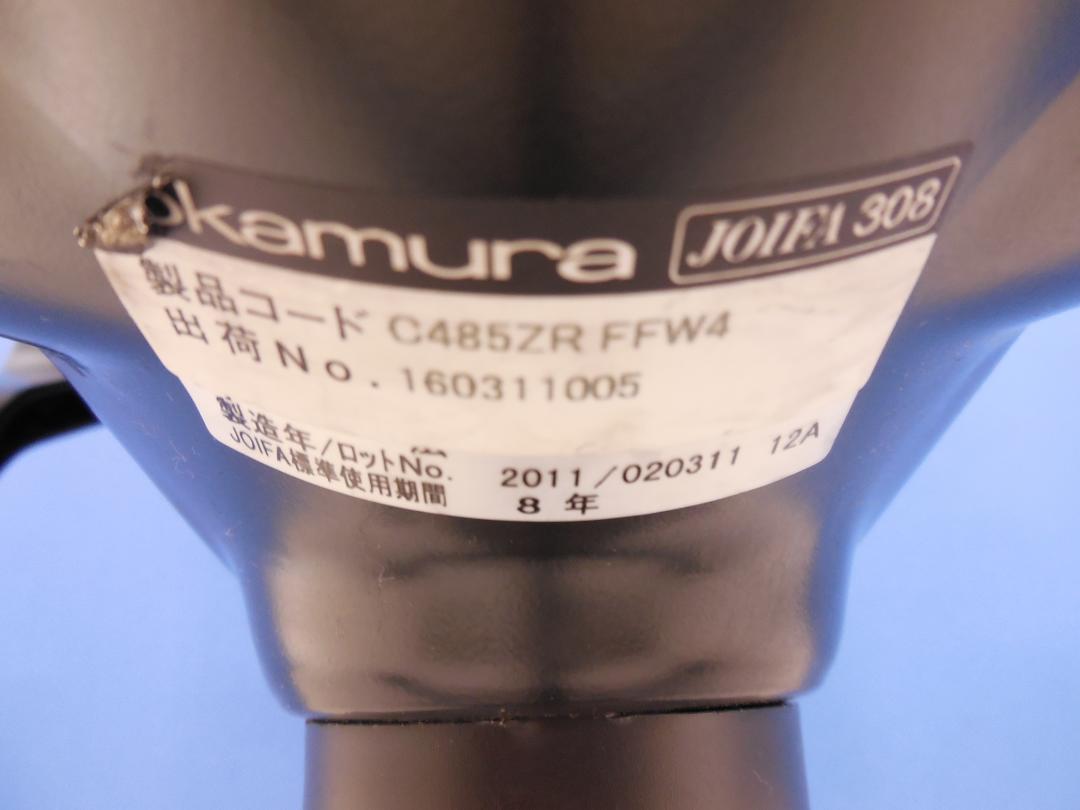 okamura JOIFA 308
製品コード C485ZR FFW4
出荷No. 160311005
製造年/ロットNo. 2011/020311 12A
JOIFA標準使用期間 8年